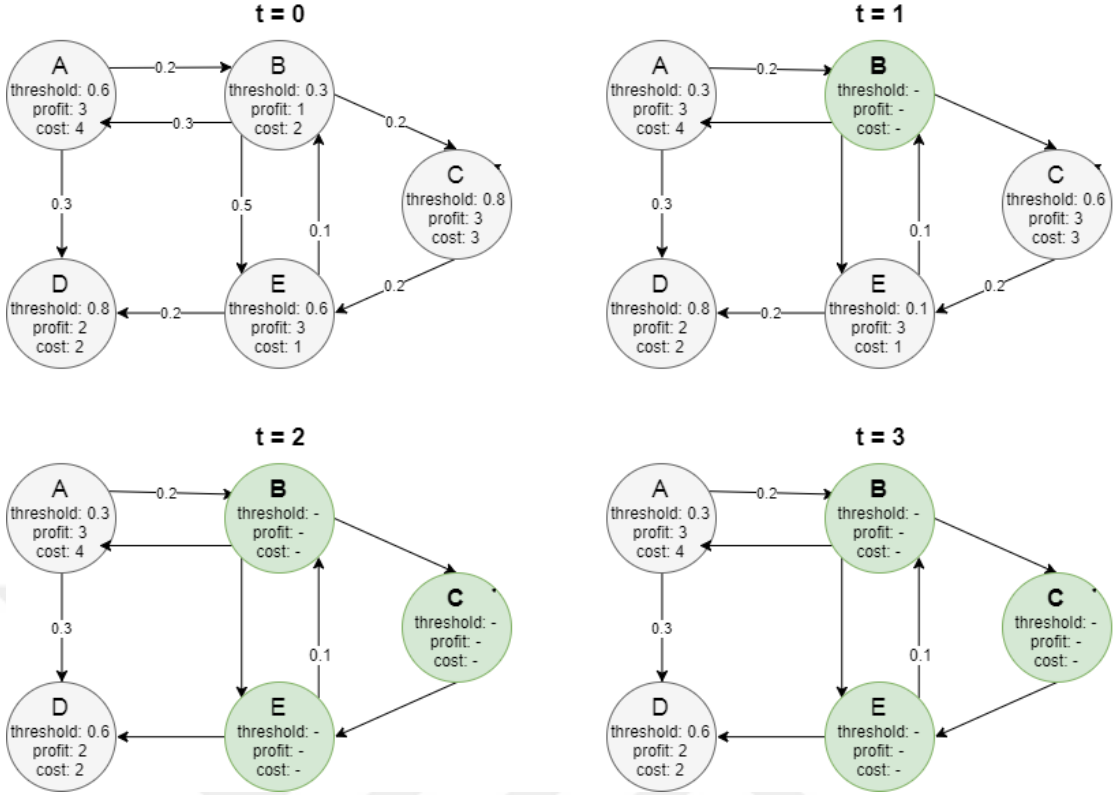 t = 0
A
threshold: 0.6
profit: 3
cost: 4
0.2
B
threshold: 0.3
profit: 1
cost: 2
0.3
0.2
C
threshold: 0.8
profit: 3
cost: 3
0.3
0.5
0.1
0.2
D
threshold: 0.8
profit: 2
cost: 2
0.2
E
threshold: 0.6
profit: 3
cost: 1
t = 1
A
threshold: 0.3
profit: 3
cost: 4
0.2
B
threshold: -
profit: -
cost: -
C
threshold: 0.6
profit: 3
cost: 3
0.3
0.1
0.2
D
threshold: 0.8
profit: 2
cost: 2
0.2
E
threshold: 0.1
profit: 3
cost: 1
t = 2
A
threshold: 0.3
profit: 3
cost: 4
0.2
B
threshold: -
profit: -
cost: -
C
threshold: -
profit: -
cost: -
0.3
0.1
D
threshold: 0.6
profit: 2
cost: 2
E
threshold: -
profit: -
cost: -
t = 3
A
threshold: 0.3
profit: 3
cost: 4
0.2
B
threshold: -
profit: -
cost: -
C
threshold: -
profit: -
cost: -
0.3
0.1
D
threshold: 0.6
profit: 2
cost: 2
E
threshold: -
profit: -
cost: -